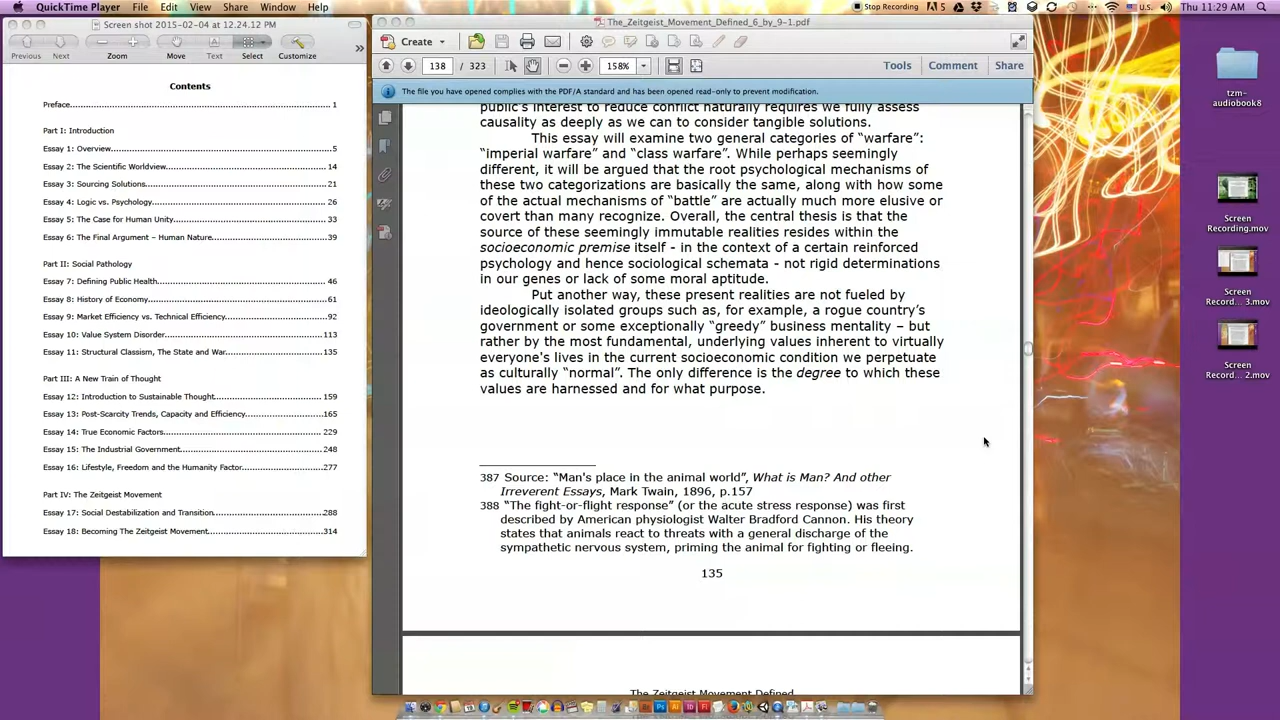 QuickTime Player File Edit View Share Window Help
Stop Recording
5
U.S.
Thu 11:29 AM
Screen shot 2015-02-04 at 12.24.12 PM
Previous Next Zoom Move Text Select Customize
Contents
Preface 1
Part I: Introduction
Essay 1: Overview 5
Essay 2: The Scientific Worldview 14
Essay 3: Sourcing Solutions 21
Essay 4: Logic vs. Psychology 26
Essay 5: The Case for Human Unity 33
Essay 6: The Final Argument – Human Nature 39
Part II: Social Pathology
Essay 7: Defining Public Health 46
Essay 8: History of Economy 61
Essay 9: Market Efficiency vs. Technical Efficiency 92
Essay 10: Value System Disorder 113
Essay 11: Structural Classism, The State and War 135
Part III: A New Train of Thought
Essay 12: Introduction to Sustainable Thought 159
Essay 13: Post-Scarcity Trends, Capacity and Efficiency 165
Essay 14: True Economic Factors 229
Essay 15: The Industrial Government 248
Essay 16: Lifestyle, Freedom and the Humanity Factor 277
Part IV: The Zeitgeist Movement
Essay 17: Social Destabilization and Transition 288
Essay 18: Becoming The Zeitgeist Movement 314
The_Zeitgeist_Movement_Defined_6_by_9-1.pdf
Create
138 / 323
158%
Tools Comment Share
The file you have opened complies with the PDF/A standard and has been opened read-only to prevent modification.
public's interest to reduce conflict naturally requires we fully assess
causality as deeply as we can to consider tangible solutions.
This essay will examine two general categories of “warfare”:
“imperial warfare” and “class warfare”. While perhaps seemingly
different, it will be argued that the root psychological mechanisms of
these two categorizations are basically the same, along with how some
of the actual mechanisms of “battle” are actually much more elusive or
covert than many recognize. Overall, the central thesis is that the
source of these seemingly immutable realities resides within the
socioeconomic premise itself - in the context of a certain reinforced
psychology and hence sociological schemata - not rigid determinations
in our genes or lack of some moral aptitude.
Put another way, these present realities are not fueled by
ideologically isolated groups such as, for example, a rogue country's
government or some exceptionally “greedy” business mentality – but
rather by the most fundamental, underlying values inherent to virtually
everyone's lives in the current socioeconomic condition we perpetuate
as culturally “normal”. The only difference is the degree to which these
values are harnessed and for what purpose.
387 Source: “Man's place in the animal world”, What is Man? And other
Irreverent Essays, Mark Twain, 1896, p.157
388 “The fight-or-flight response” (or the acute stress response) was first
described by American physiologist Walter Bradford Cannon. His theory
states that animals react to threats with a general discharge of the
sympathetic nervous system, priming the animal for fighting or fleeing.
135
The Zeitgeist Movement Defined
tzm-
audiobook8
Screen
Recording.mov
Screen
Record... 3.mov
Screen
Record... 2.mov